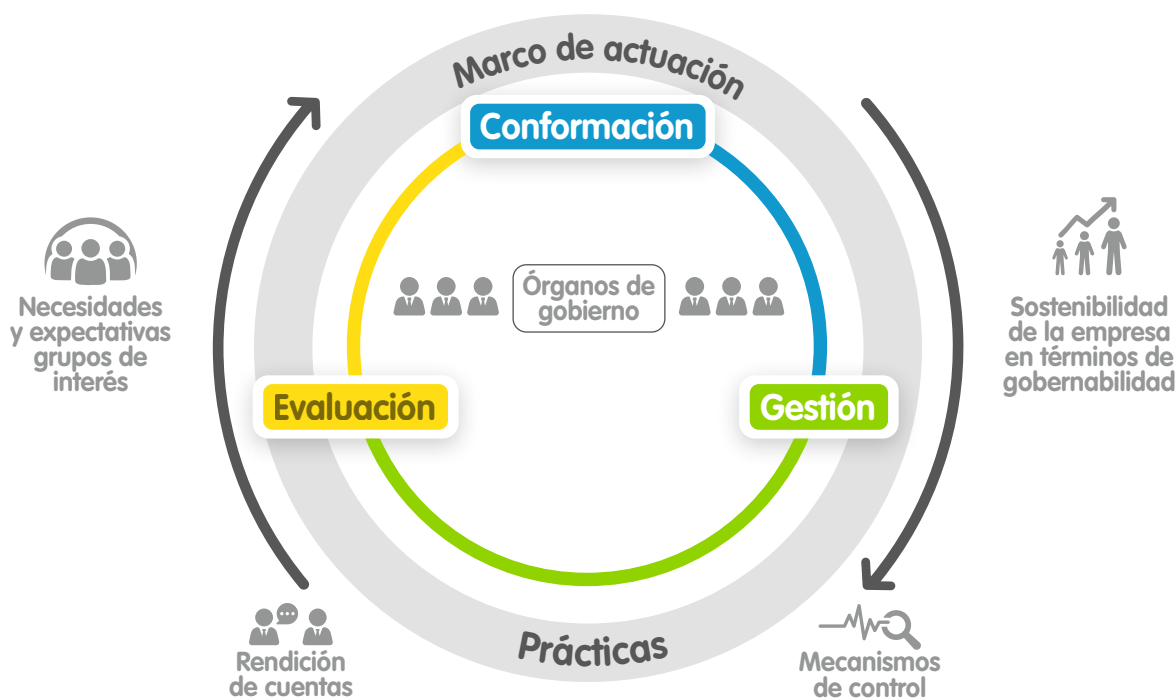 Marco de actuación
Conformación
Órganos de
gobierno
Necesidades
y expectativas
grupos de
interés
Sostenibilidad
de la empresa
en términos de
gobernabilidad
Evaluación
Gestión
Prácticas
Rendición
de cuentas
Mecanismos
de control